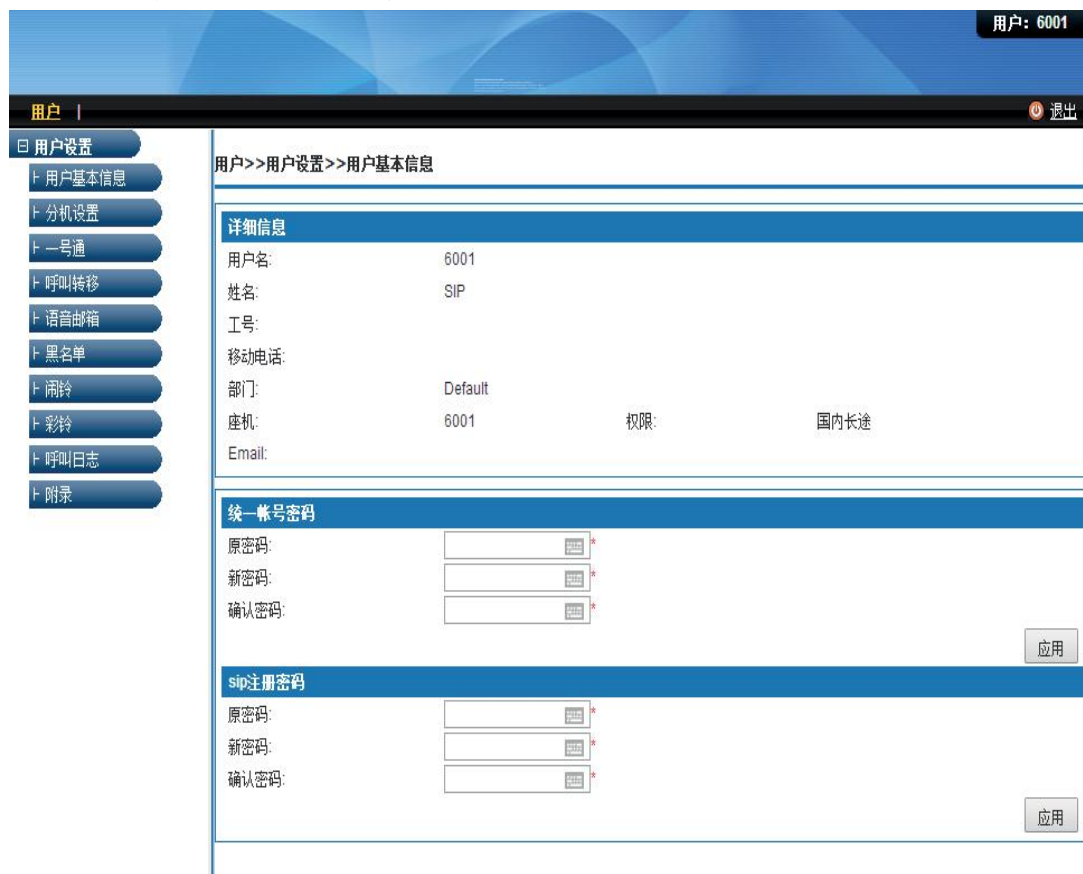 用户: 6001
用户 |
退出
用户设置
用户基本信息
分机设置
一号通
呼叫转移
语音邮箱
黑名单
闹铃
彩铃
呼叫日志
附录
用户>>用户设置>>用户基本信息
详细信息
用户名: 6001
姓名: SIP
工号:
移动电话:
部门: Default
座机: 6001 权限: 国内长途
Email:
统一帐号密码
原密码: *
新密码: *
确认密码: *
应用
sip注册密码
原密码: *
新密码: *
确认密码: *
应用